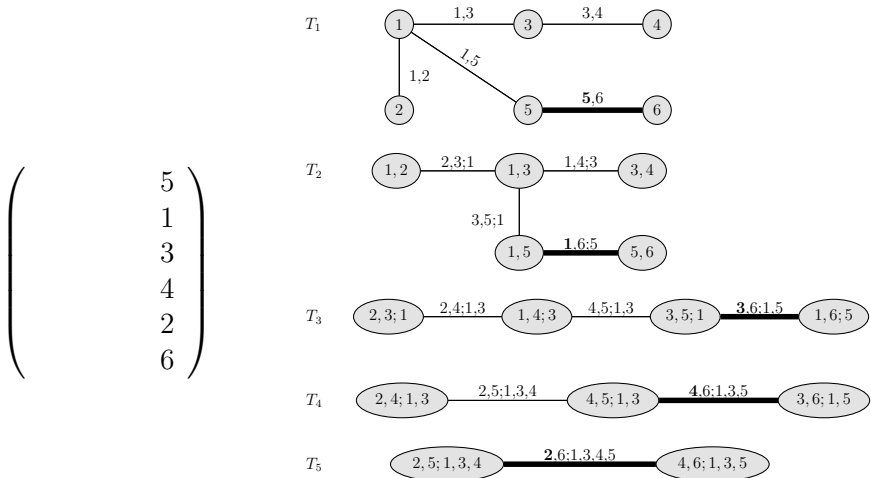 5
1
3
4
2
6
T1
1
1,3
3
3,4
4
1,2
1,5
2
5
5,6
6
T2
1, 2
2,3;1
1, 3
1,4;3
3, 4
3,5;1
1, 5
1,6;5
5, 6
T3
2, 3; 1
2,4;1,3
1, 4; 3
4,5;1,3
3, 5; 1
3,6;1,5
1, 6; 5
T4
2, 4; 1, 3
2,5;1,3,4
4, 5; 1, 3
4,6;1,3,5
3, 6; 1, 5
T5
2, 5; 1, 3, 4
2,6;1,3,4,5
4, 6; 1, 3, 5